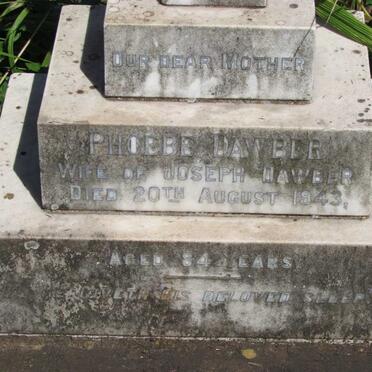 OUR DEAR MOTHER
PHOEBE DAWBER
WIFE OF JOSEPH DAWBER
DIED 20TH AUGUST 1943,
AGED 84 YEARS
HIS BELOVED SLEEP